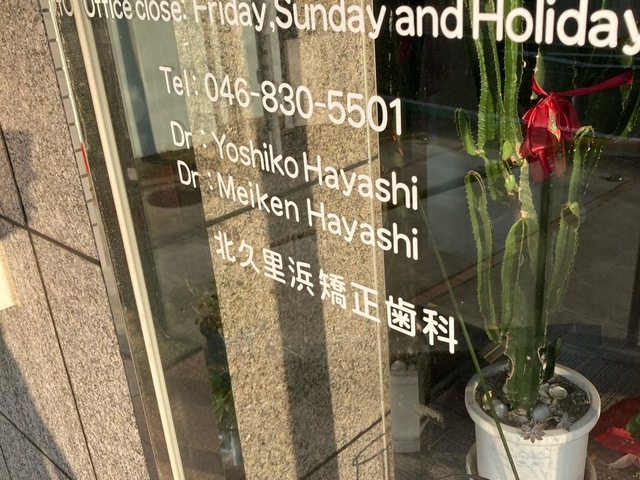 Office close: Friday,Sunday and Holiday
Tel: 046-830-5501
Dr: Yoshiko Hayashi
Dr: Meiken Hayashi
北久里浜矯正歯科